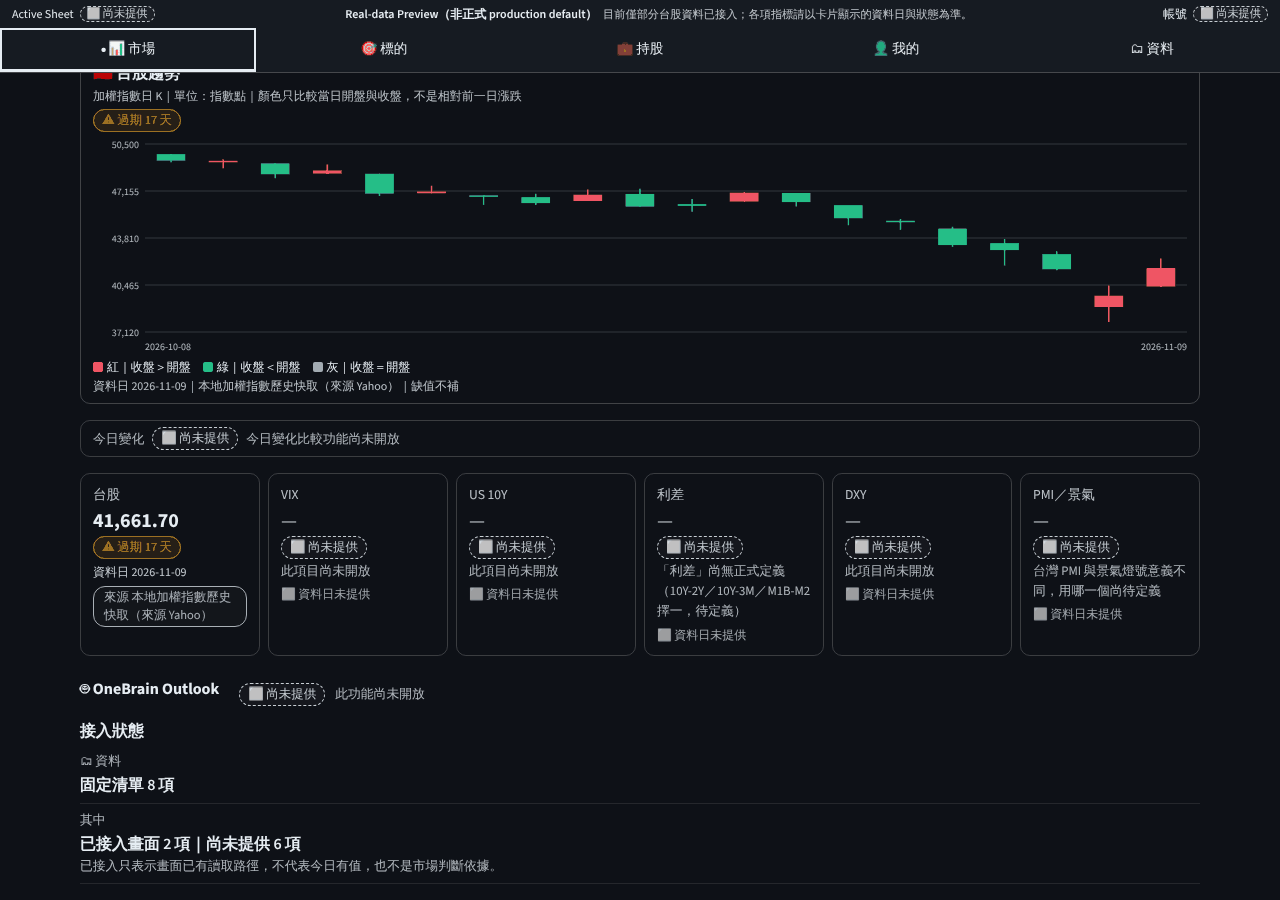 Active Sheet ⬜ 尚未提供 Real-data Preview（非正式 production default） 目前僅部分台股資料已接入；各項指標請以卡片顯示的資料日與狀態為準。 帳號 ⬜ 尚未提供
• 📊 市場 🎯 標的 💼 持股 👤 我的 🗂 資料
台股趨勢
加權指數日 K｜單位：指數點｜顏色只比較當日開盤與收盤，不是相對前一日漲跌
⚠ 過期 17 天
50,500
47,155
43,810
40,465
37,120
2026-10-08 2026-11-09
紅｜收盤＞開盤 綠｜收盤＜開盤 灰｜收盤＝開盤
資料日 2026-11-09｜本地加權指數歷史快取（來源 Yahoo）｜缺值不補
今日變化 ⬜ 尚未提供 今日變化比較功能尚未開放
台股
41,661.70
⚠ 過期 17 天
資料日 2026-11-09
來源 本地加權指數歷史
快取（來源 Yahoo）
VIX
—
⬜ 尚未提供
此項目尚未開放
⬜ 資料日未提供
US 10Y
—
⬜ 尚未提供
此項目尚未開放
⬜ 資料日未提供
利差
—
⬜ 尚未提供
「利差」尚無正式定義
（10Y-2Y／10Y-3M／M1B-M2
擇一，待定義）
⬜ 資料日未提供
DXY
—
⬜ 尚未提供
此項目尚未開放
⬜ 資料日未提供
PMI／景氣
—
⬜ 尚未提供
台灣 PMI 與景氣燈號意義不
同，用哪一個尚待定義
⬜ 資料日未提供
OneBrain Outlook ⬜ 尚未提供 此功能尚未開放
接入狀態
🗂 資料
固定清單 8 項
其中
已接入畫面 2 項｜尚未提供 6 項
已接入只表示畫面已有讀取路徑，不代表今日有值，也不是市場判斷依據。